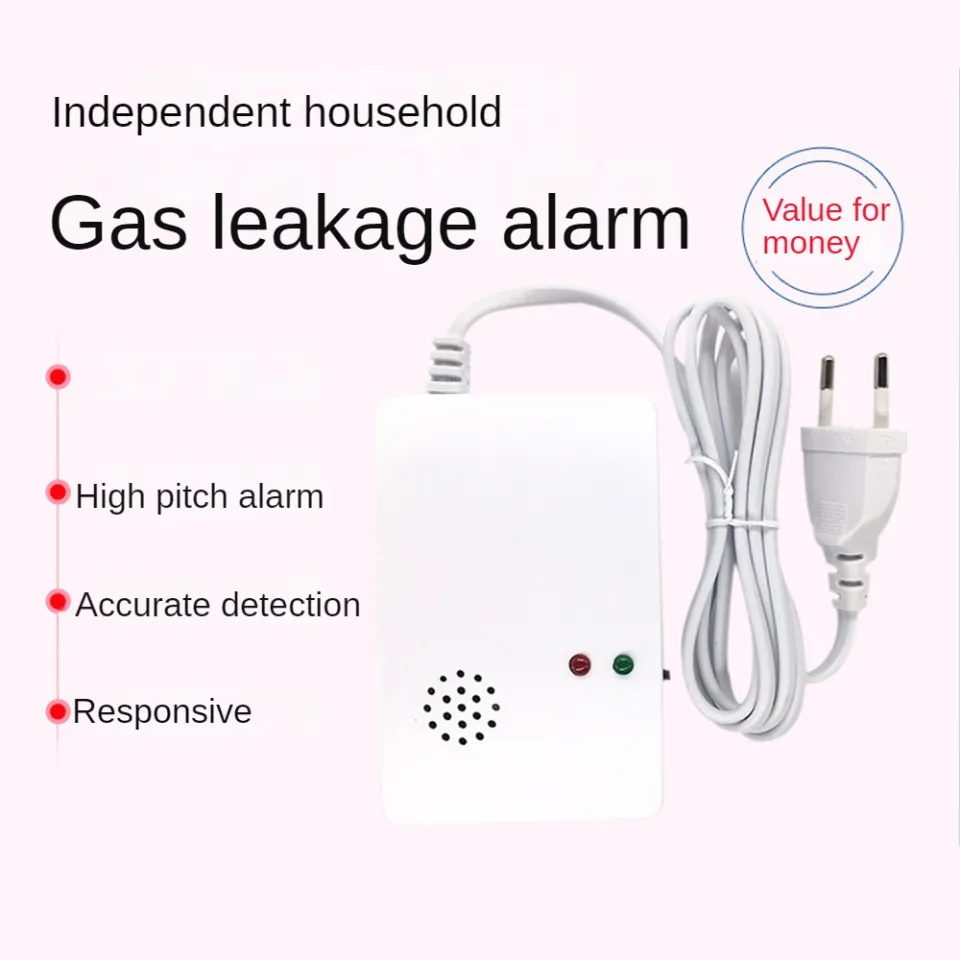 Independent household
Gas leakage alarm
Value for
money
High pitch alarm
Accurate detection
Responsive